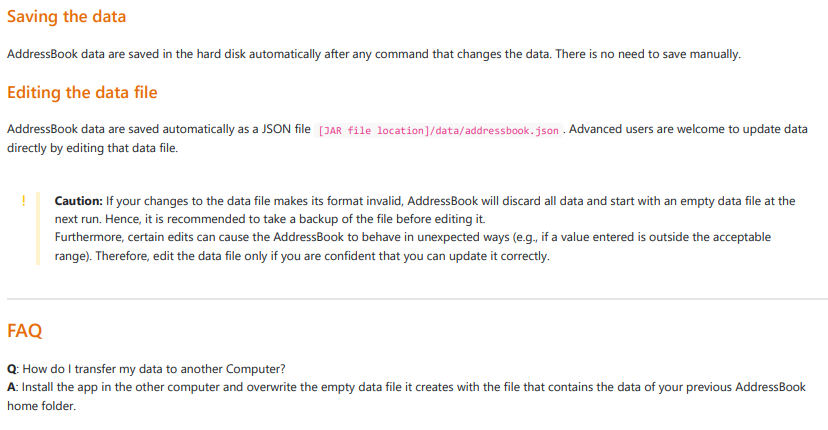 Saving the data
AddressBook data are saved in the hard disk automatically after any command that changes the data. There is no need to save manually.
Editing the data file
AddressBook data are saved automatically as a JSON file [JAR file location]/data/addressbook.json. Advanced users are welcome to update data
directly by editing that data file.
! Caution: If your changes to the data file makes its format invalid, AddressBook will discard all data and start with an empty data file at the
next run. Hence, it is recommended to take a backup of the file before editing it.
Furthermore, certain edits can cause the AddressBook to behave in unexpected ways (e.g., if a value entered is outside the acceptable
range). Therefore, edit the data file only if you are confident that you can update it correctly.
FAQ
Q: How do I transfer my data to another Computer?
A: Install the app in the other computer and overwrite the empty data file it creates with the file that contains the data of your previous AddressBook
home folder.